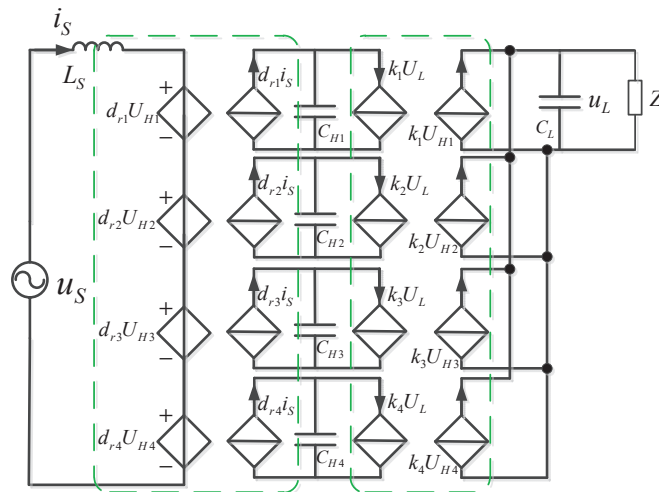 i_S
L_S
u_S
d_{r1}U_{H1}
d_{r2}U_{H2}
d_{r3}U_{H3}
d_{r4}U_{H4}
+
−
+
−
+
−
+
−
d_{r1}i_S
C_{H1}
k_1U_L
k_1U_{H1}
d_{r2}i_S
C_{H2}
k_2U_L
k_2U_{H2}
d_{r3}i_S
C_{H3}
k_3U_L
k_3U_{H3}
d_{r4}i_S
C_{H4}
k_4U_L
k_4U_{H4}
C_L
u_L
Z